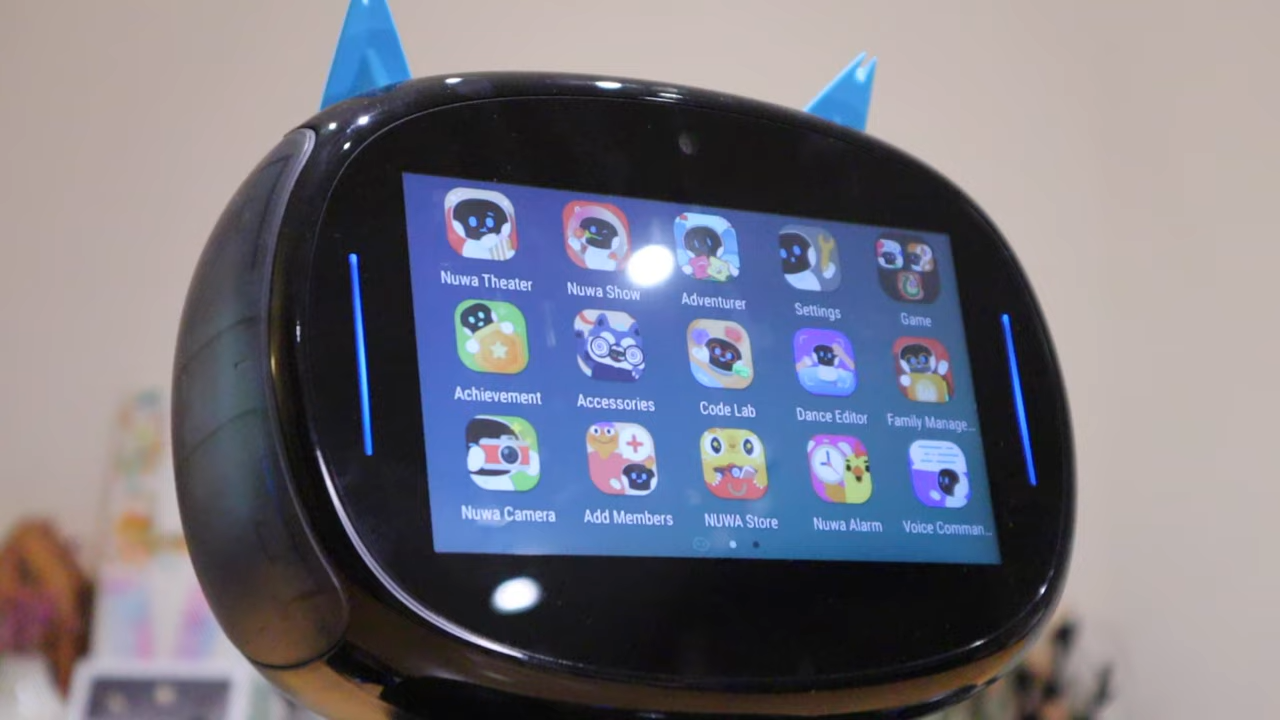 Nuwa Theater
Nuwa Show
Adventurer
Settings
Game
Achievement
Accessories
Code Lab
Dance Editor
Family Manage...
Nuwa Camera
Add Members
NUWA Store
Nuwa Alarm
Voice Comman...